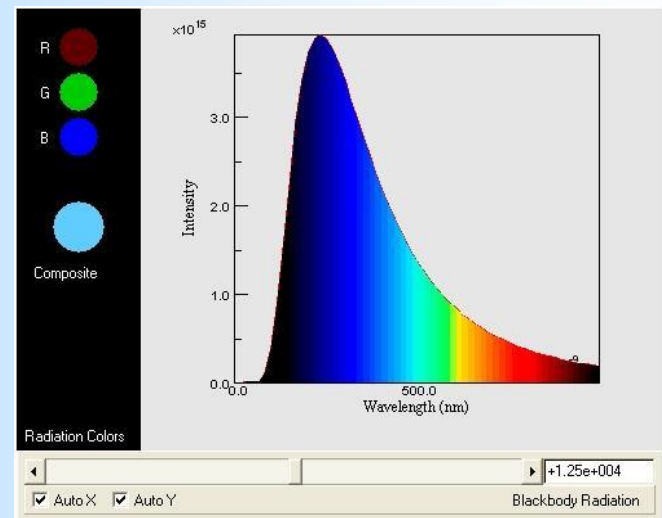 R
G
B
Composite
Radiation Colors
×10¹⁵
3.0
2.0
1.0
0.0
Intensity
0.0 500.0
Wavelength (nm)
-9
+1.25e+004
Auto X Auto Y Blackbody Radiation